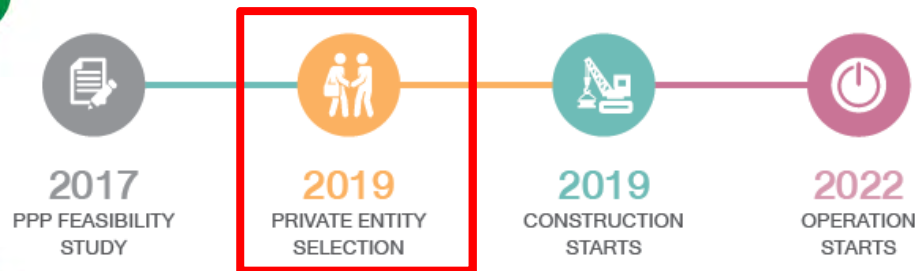 2017
PPP FEASIBILITY
STUDY
2019
PRIVATE ENTITY
SELECTION
2019
CONSTRUCTION
STARTS
2022
OPERATION
STARTS